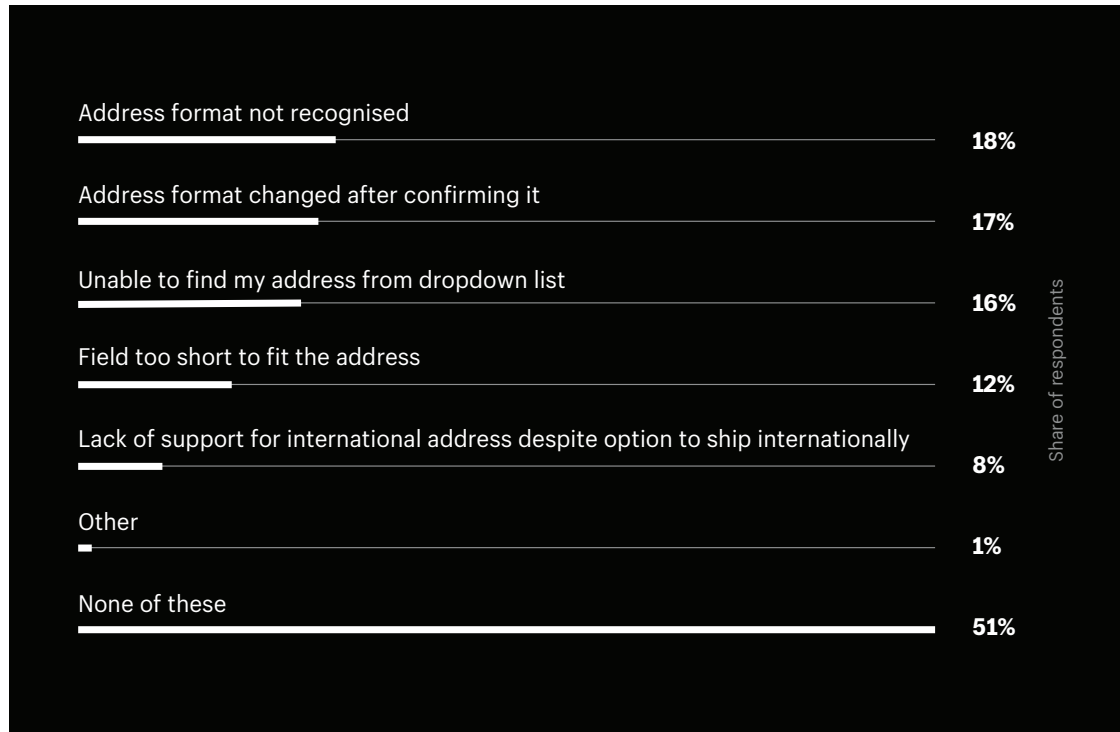 Address format not recognised
18%
Address format changed after confirming it
17%
Unable to find my address from dropdown list
16%
Field too short to fit the address
12%
Lack of support for international address despite option to ship internationally
8%
Other
1%
None of these
51%
Share of respondents